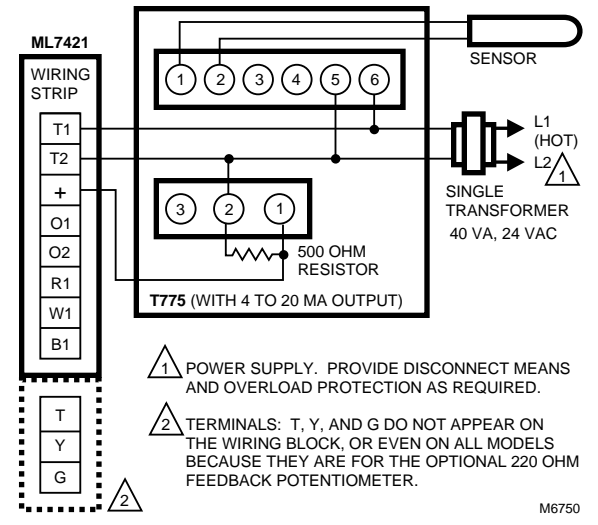 ML7421
WIRING
STRIP
T1
T2
+
O1
O2
R1
W1
B1
T
Y
G
2
1 2 3 4 5 6
3 2 1
500 OHM
RESISTOR
T775 (WITH 4 TO 20 MA OUTPUT)
SENSOR
L1
(HOT)
L2
1
SINGLE
TRANSFORMER
40 VA, 24 VAC
1 POWER SUPPLY. PROVIDE DISCONNECT MEANS
AND OVERLOAD PROTECTION AS REQUIRED.
2 TERMINALS: T, Y, AND G DO NOT APPEAR ON
THE WIRING BLOCK, OR EVEN ON ALL MODELS
BECAUSE THEY ARE FOR THE OPTIONAL 220 OHM
FEEDBACK POTENTIOMETER.
M6750